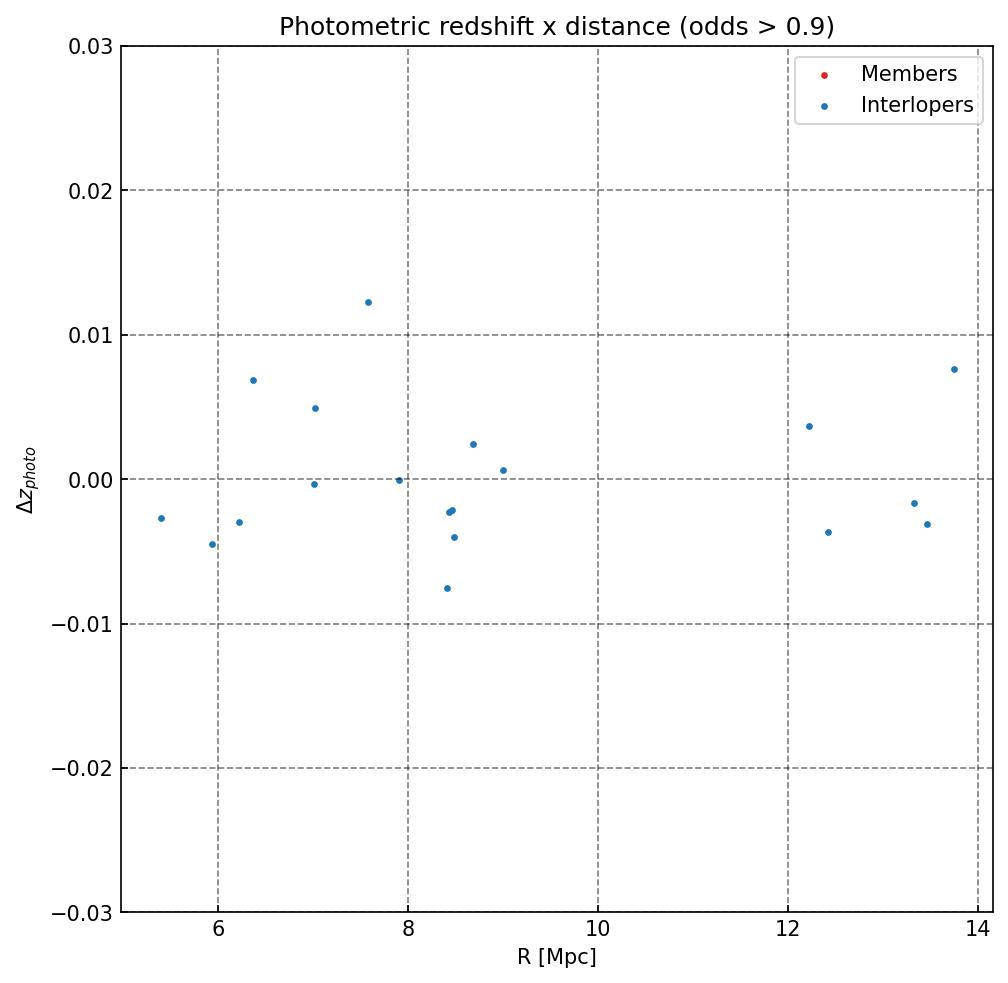 Photometric redshift x distance (odds > 0.9)
Members
Interlopers
0.03
0.02
0.01
0.00
−0.01
−0.02
−0.03
Δz_photo
6 8 10 12 14
R [Mpc]